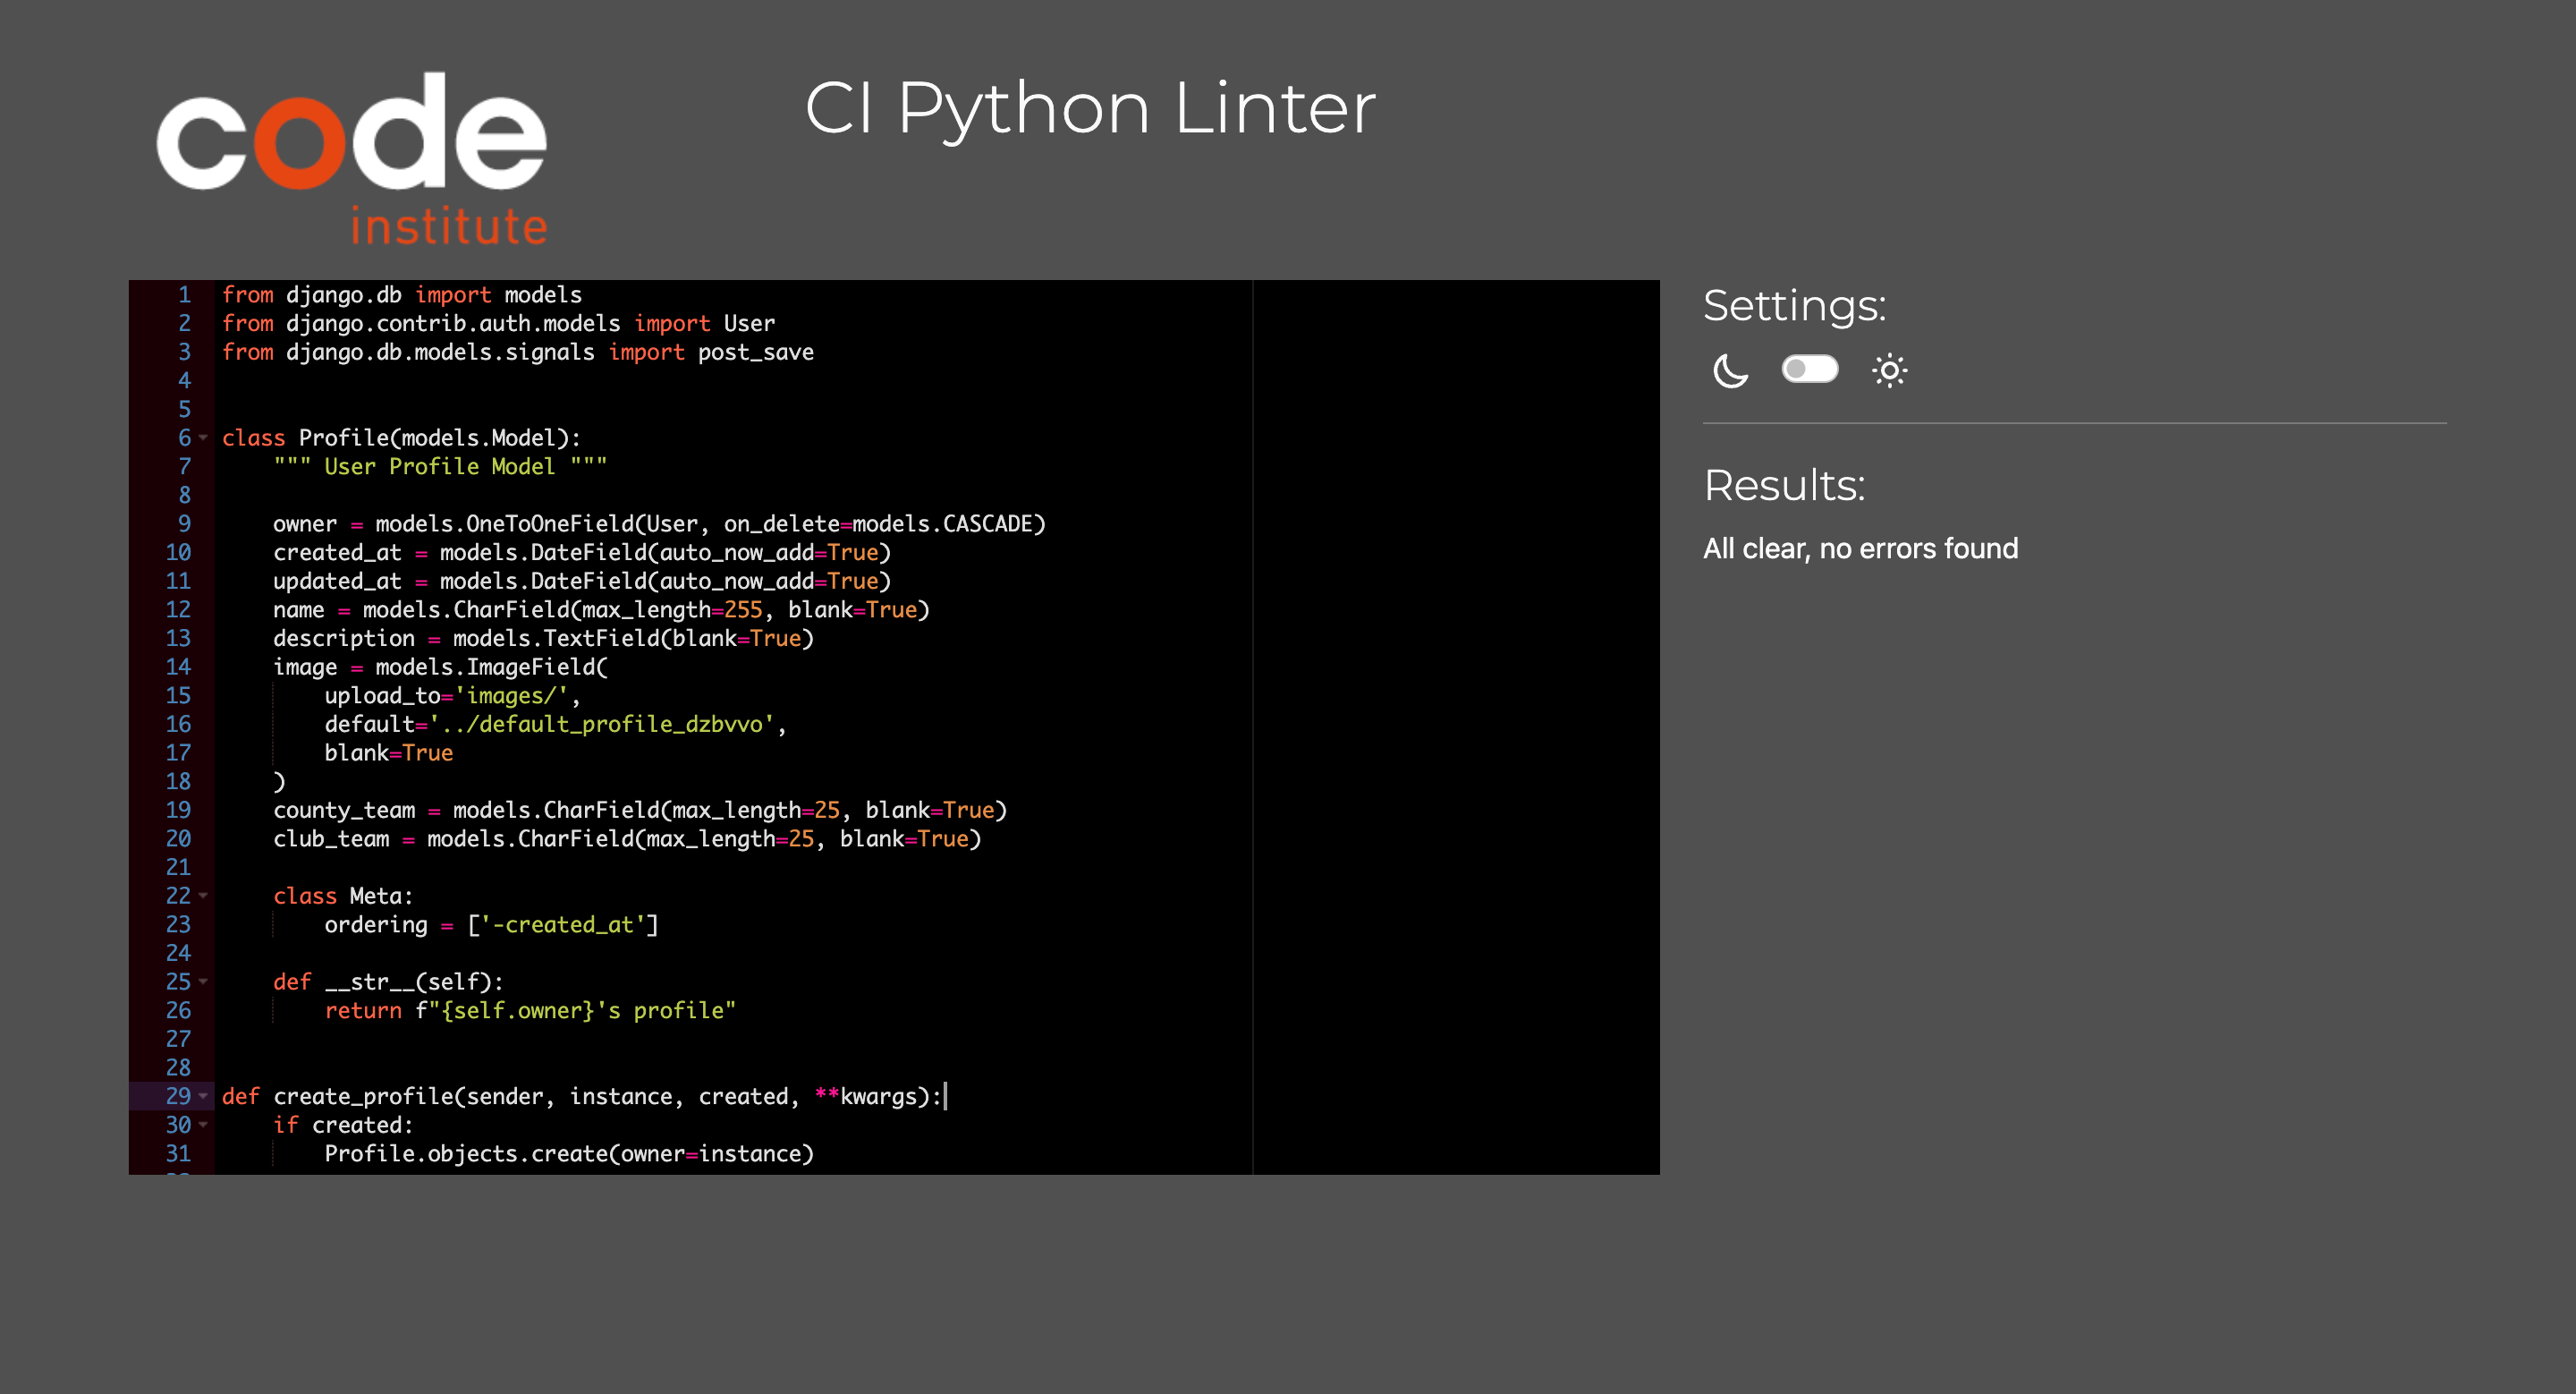 code
institute
CI Python Linter
1 from django.db import models
2 from django.contrib.auth.models import User
3 from django.db.models.signals import post_save
4
5
6 class Profile(models.Model):
7     """ User Profile Model """
8
9     owner = models.OneToOneField(User, on_delete=models.CASCADE)
10     created_at = models.DateField(auto_now_add=True)
11     updated_at = models.DateField(auto_now_add=True)
12     name = models.CharField(max_length=255, blank=True)
13     description = models.TextField(blank=True)
14     image = models.ImageField(
15         upload_to='images/',
16         default='../default_profile_dzbvvo',
17         blank=True
18     )
19     county_team = models.CharField(max_length=25, blank=True)
20     club_team = models.CharField(max_length=25, blank=True)
21
22     class Meta:
23         ordering = ['-created_at']
24
25     def __str__(self):
26         return f"{self.owner}'s profile"
27
28
29 def create_profile(sender, instance, created, **kwargs):
30     if created:
31         Profile.objects.create(owner=instance)
Settings:
Results:
All clear, no errors found